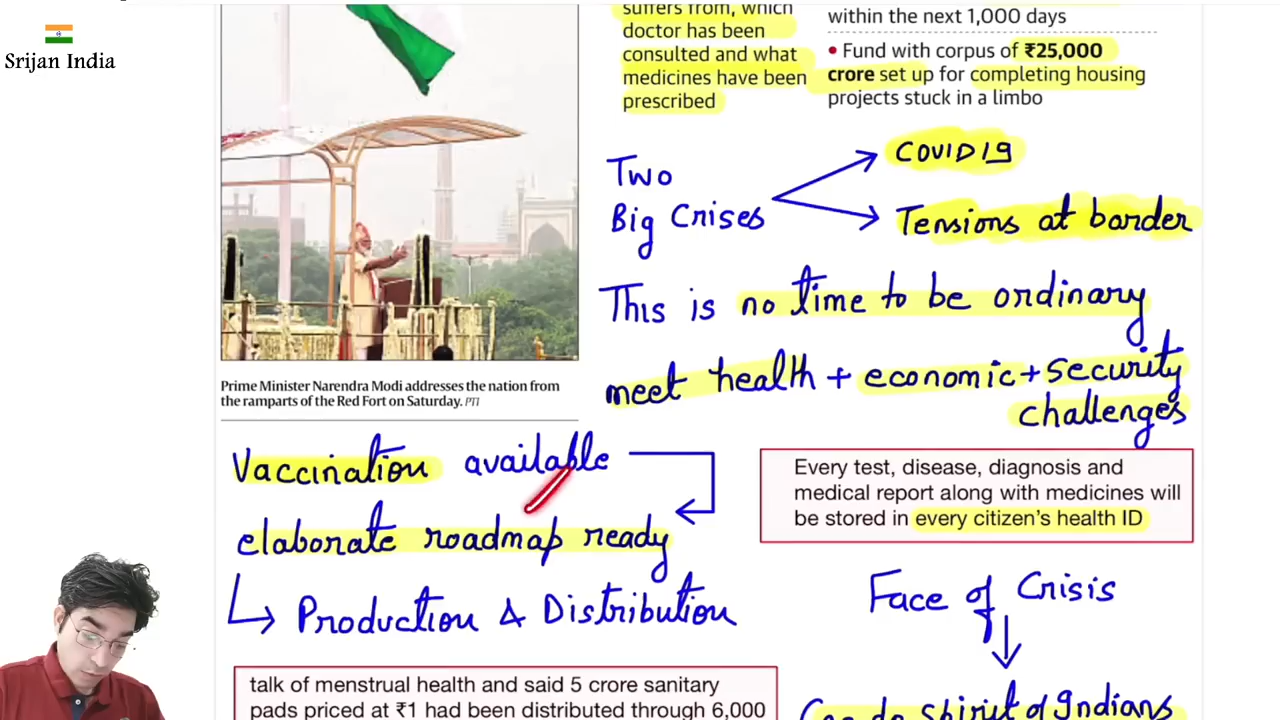 Srijan India
suffers from, which
doctor has been
consulted and what
medicines have been
prescribed
within the next 1,000 days
• Fund with corpus of ₹25,000
crore set up for completing housing
projects stuck in a limbo
Two
Big Crises
COVID19
Tensions at barder
This is no time to be ordinary
meet health + economic + security
challenges
Prime Minister Narendra Modi addresses the nation from
the ramparts of the Red Fort on Saturday. PTI
Vaccination available
elaborate roadmap ready
Production & Distribution
Every test, disease, diagnosis and
medical report along with medicines will
be stored in every citizen's health ID
Face of Crisis
Can do spirit of Indians
talk of menstrual health and said 5 crore sanitary
pads priced at ₹1 had been distributed through 6,000